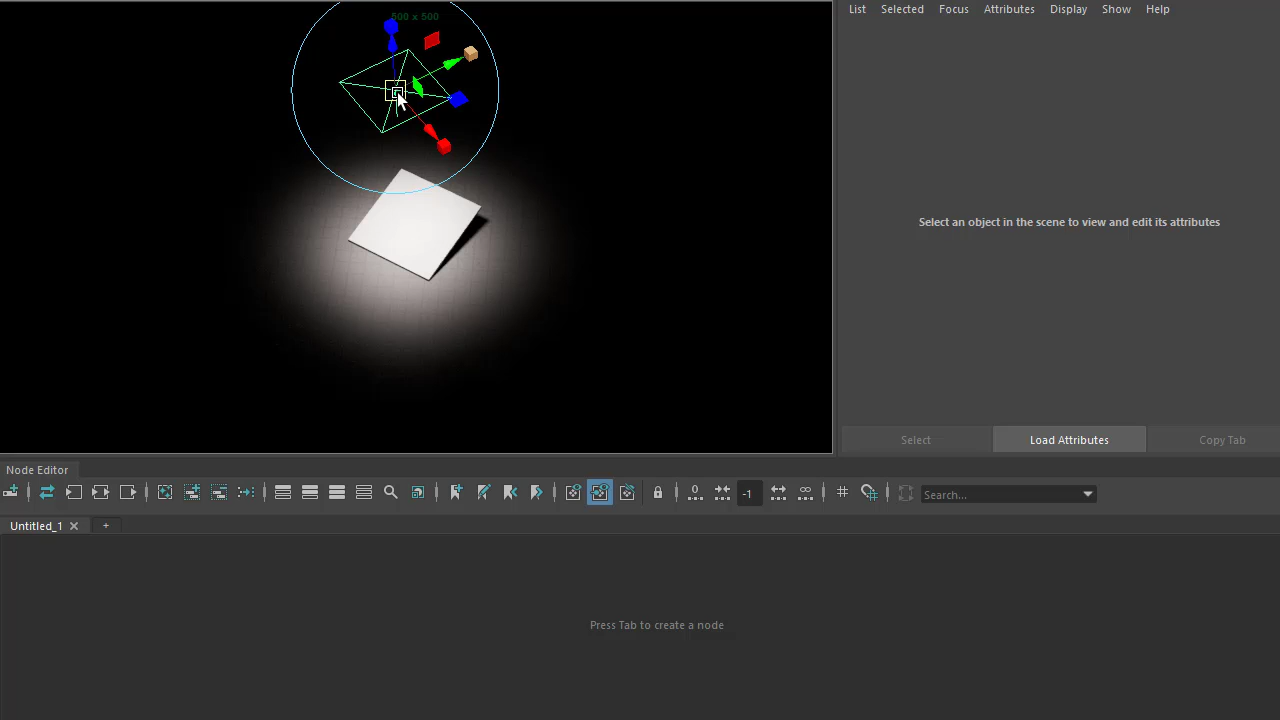 500 x 500
List Selected Focus Attributes Display Show Help
Select an object in the scene to view and edit its attributes
Select Load Attributes Copy Tab
Node Editor
0 -1 Search...
Untitled_1 +
Press Tab to create a node